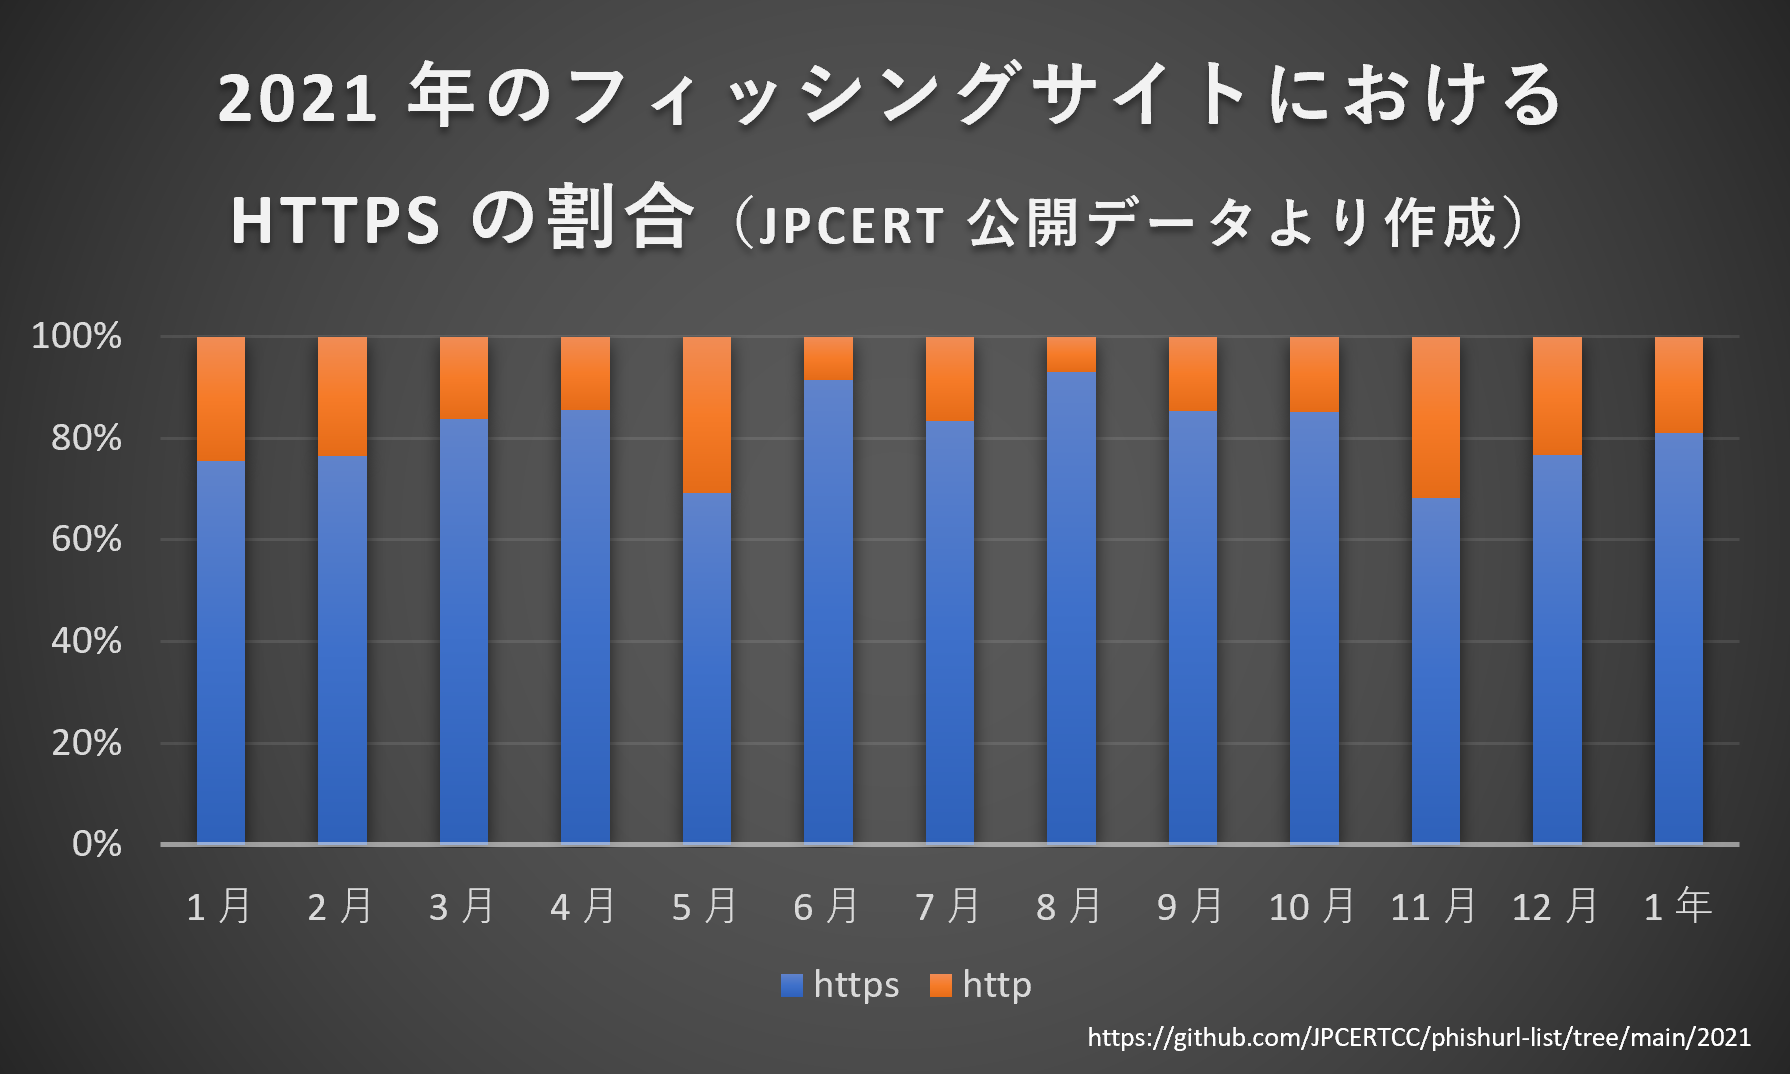 2021 年のフィッシングサイトにおける
HTTPS の割合（JPCERT 公開データより作成）
100%
80%
60%
40%
20%
0%
1 月 2 月 3 月 4 月 5 月 6 月 7 月 8 月 9 月 10 月 11 月 12 月 1 年
https http
https://github.com/JPCERTCC/phishurl-list/tree/main/2021